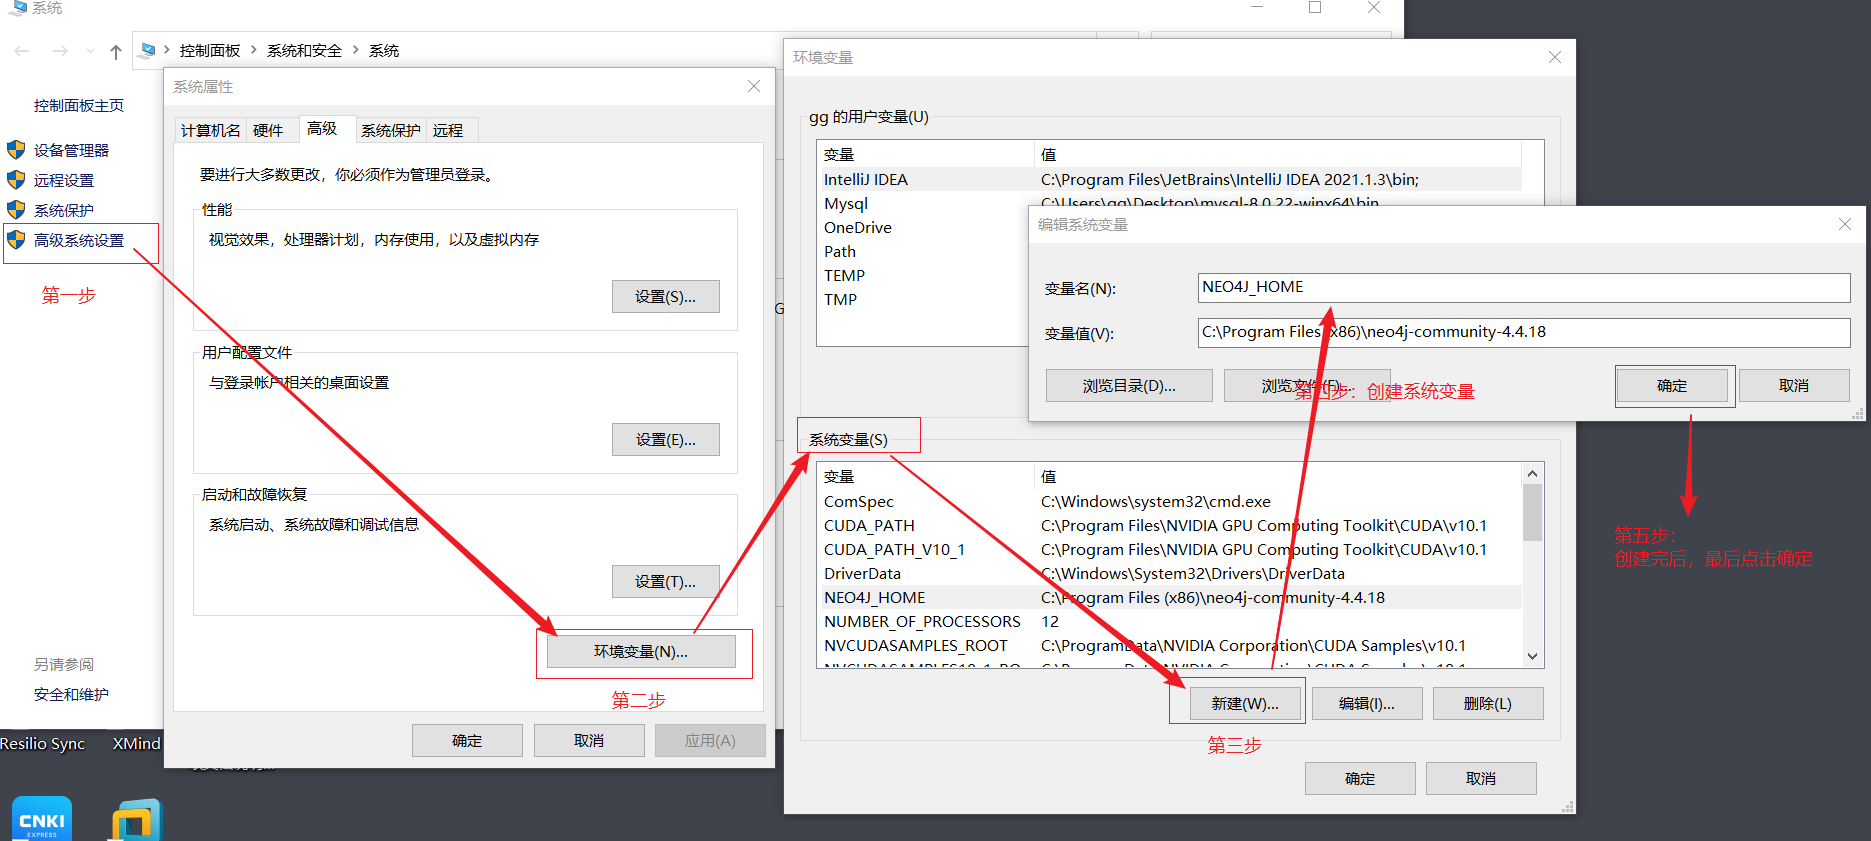 系统
控制面板 系统和安全 系统
控制面板主页
设备管理器
远程设置
系统保护
高级系统设置
第一步
另请参阅
安全和维护
Resilio Sync
XMind
CNKI
EXPRESS
系统属性
计算机名 硬件 高级 系统保护 远程
要进行大多数更改，你必须作为管理员登录。
性能
视觉效果，处理器计划，内存使用，以及虚拟内存
设置(S)...
用户配置文件
与登录帐户相关的桌面设置
设置(E)...
启动和故障恢复
系统启动、系统故障和调试信息
设置(T)...
环境变量(N)...
第二步
确定 取消 应用(A)
G
环境变量
gg 的用户变量(U)
变量 值
IntelliJ IDEA C:\Program Files\JetBrains\IntelliJ IDEA 2021.1.3\bin;
Mysql C:\Users\gg\Desktop\mysql-8.0.22-winx64\bin
OneDrive
Path
TEMP
TMP
编辑系统变量
变量名(N): NEO4J_HOME
变量值(V): C:\Program Files (x86)\neo4j-community-4.4.18
浏览目录(D)... 浏览文件(F)... 确定 取消
第四步：创建系统变量
第五步：
创建完后，最后点击确定
系统变量(S)
变量 值
ComSpec C:\Windows\system32\cmd.exe
CUDA_PATH C:\Program Files\NVIDIA GPU Computing Toolkit\CUDA\v10.1
CUDA_PATH_V10_1 C:\Program Files\NVIDIA GPU Computing Toolkit\CUDA\v10.1
DriverData C:\Windows\System32\Drivers\DriverData
NEO4J_HOME C:\Program Files (x86)\neo4j-community-4.4.18
NUMBER_OF_PROCESSORS 12
NVCUDASAMPLES_ROOT C:\ProgramData\NVIDIA Corporation\CUDA Samples\v10.1
新建(W)... 编辑(I)... 删除(L)
第三步
确定 取消